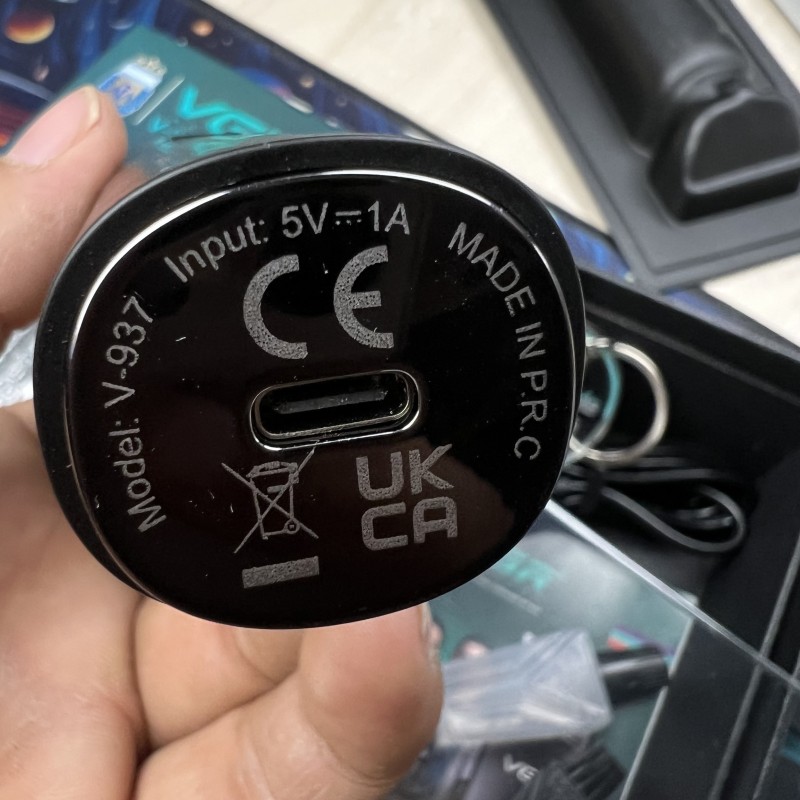 Input: 5V⎓1A
CE
MADE IN P.R.C
Model: V-937
UK
CA